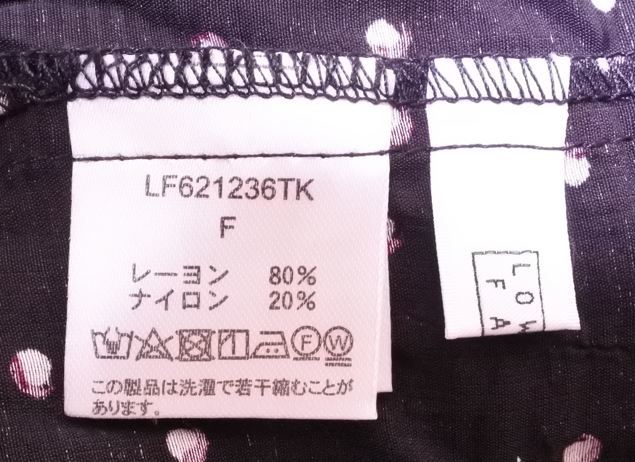 LF621236TK
F
レーヨン 80%
ナイロン 20%
F W
この製品は洗濯で若干縮むことが
あります。
LOW
FA